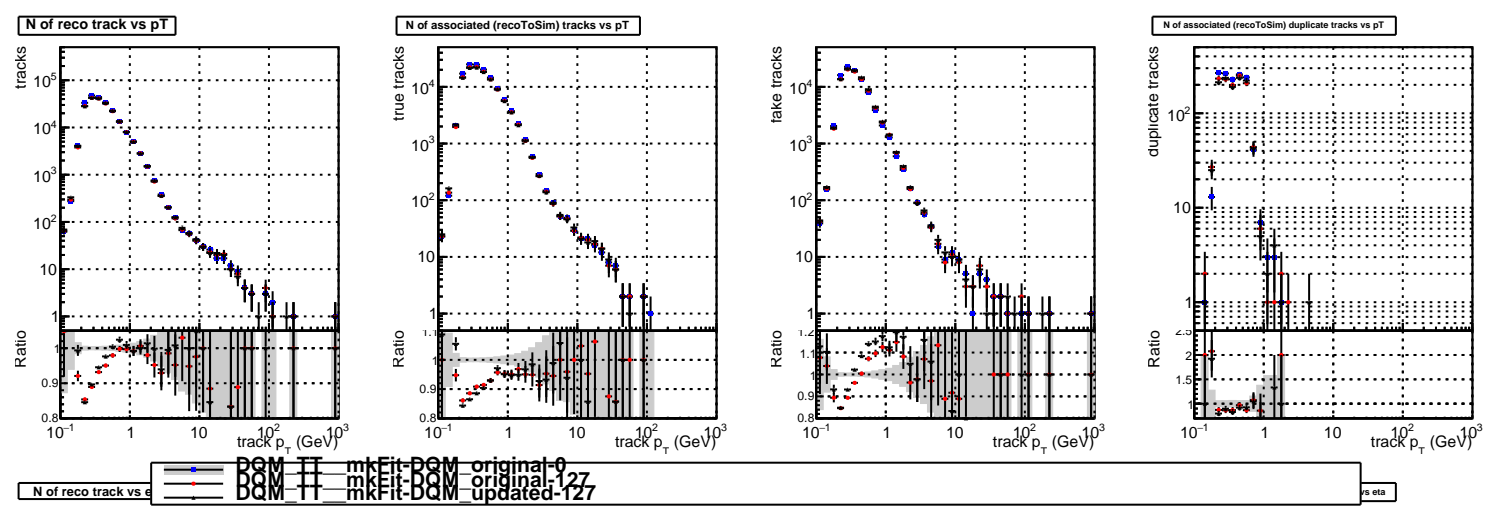 N of reco track vs pT
N of associated (recoToSim) tracks vs pT
N of associated (recoToSim) duplicate tracks vs pT
tracks
10^5
10^4
10^3
10^2
10
1
Ratio
1
0.9
0.8
10^-1 1 10 10^2 10^3
track p_T (GeV)
true tracks
10^4
10^3
10^2
10
1
Ratio
1.1
1
0.9
0.8
10^-1 1 10 10^2 10^3
track p_T (GeV)
fake tracks
10^4
10^3
10^2
10
1
Ratio
1.2
1.1
1
0.9
0.8
10^-1 1 10 10^2 10^3
track p_T (GeV)
duplicate tracks
10^2
10
1
Ratio
2.5
2
1.5
1
10^-1 1 10 10^2 10^3
track p_T (GeV)
DQM_TT__mkFit-DQM_original-0
DQM_TT__mkFit-DQM_original-127
DQM_TT__mkFit-DQM_updated-127
N of reco track vs e
vs eta